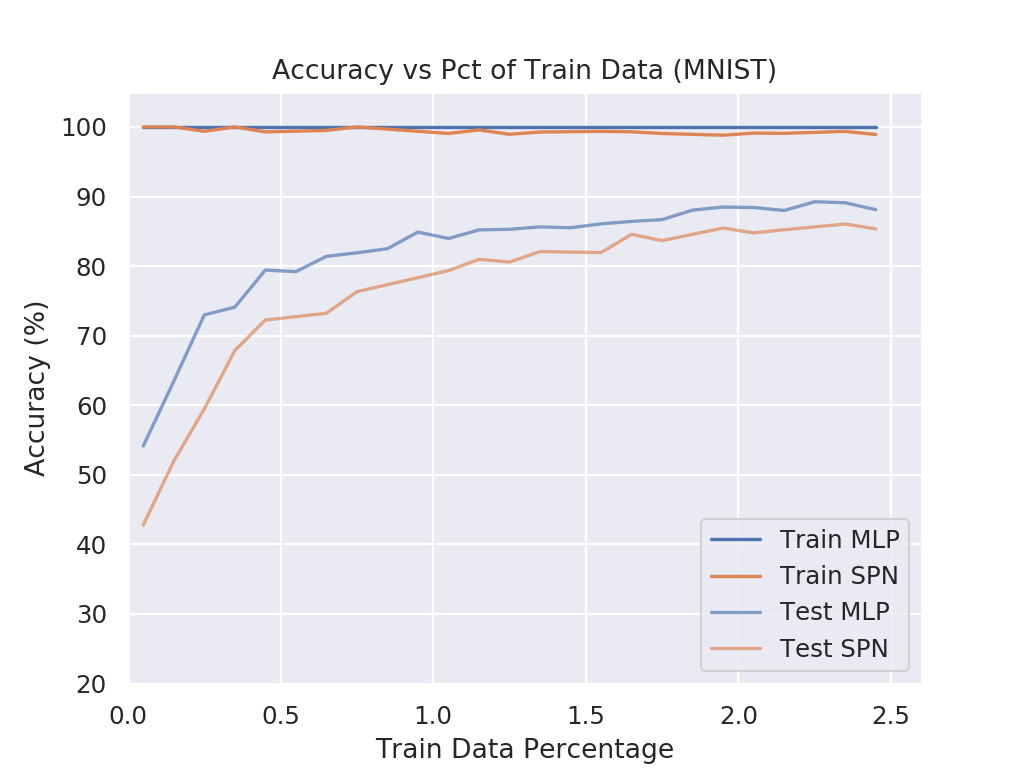 Accuracy vs Pct of Train Data (MNIST)
Accuracy (%)
100
90
80
70
60
50
40
30
20
0.0 0.5 1.0 1.5 2.0 2.5
Train Data Percentage
Train MLP
Train SPN
Test MLP
Test SPN